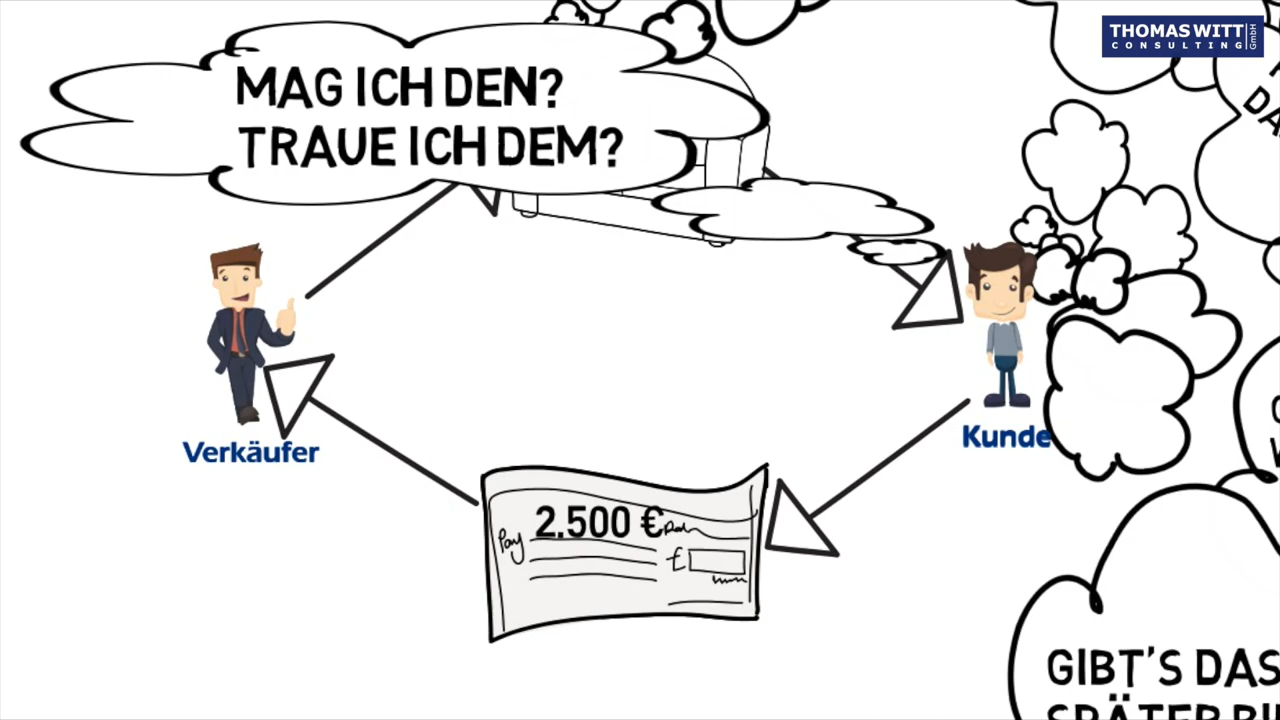 THOMAS WITT
CONSULTING GmbH
MAG ICH DEN?
TRAUE ICH DEM?
Verkäufer
Kunde
2.500 €
Pay
£
GIBT'S DAS